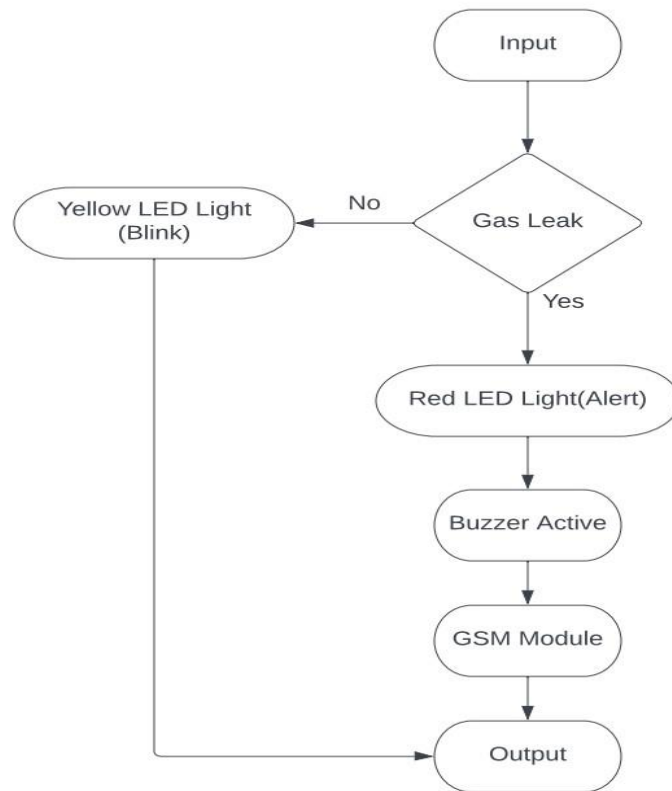 Input
Gas Leak
No
Yellow LED Light
(Blink)
Yes
Red LED Light(Alert)
Buzzer Active
GSM Module
Output